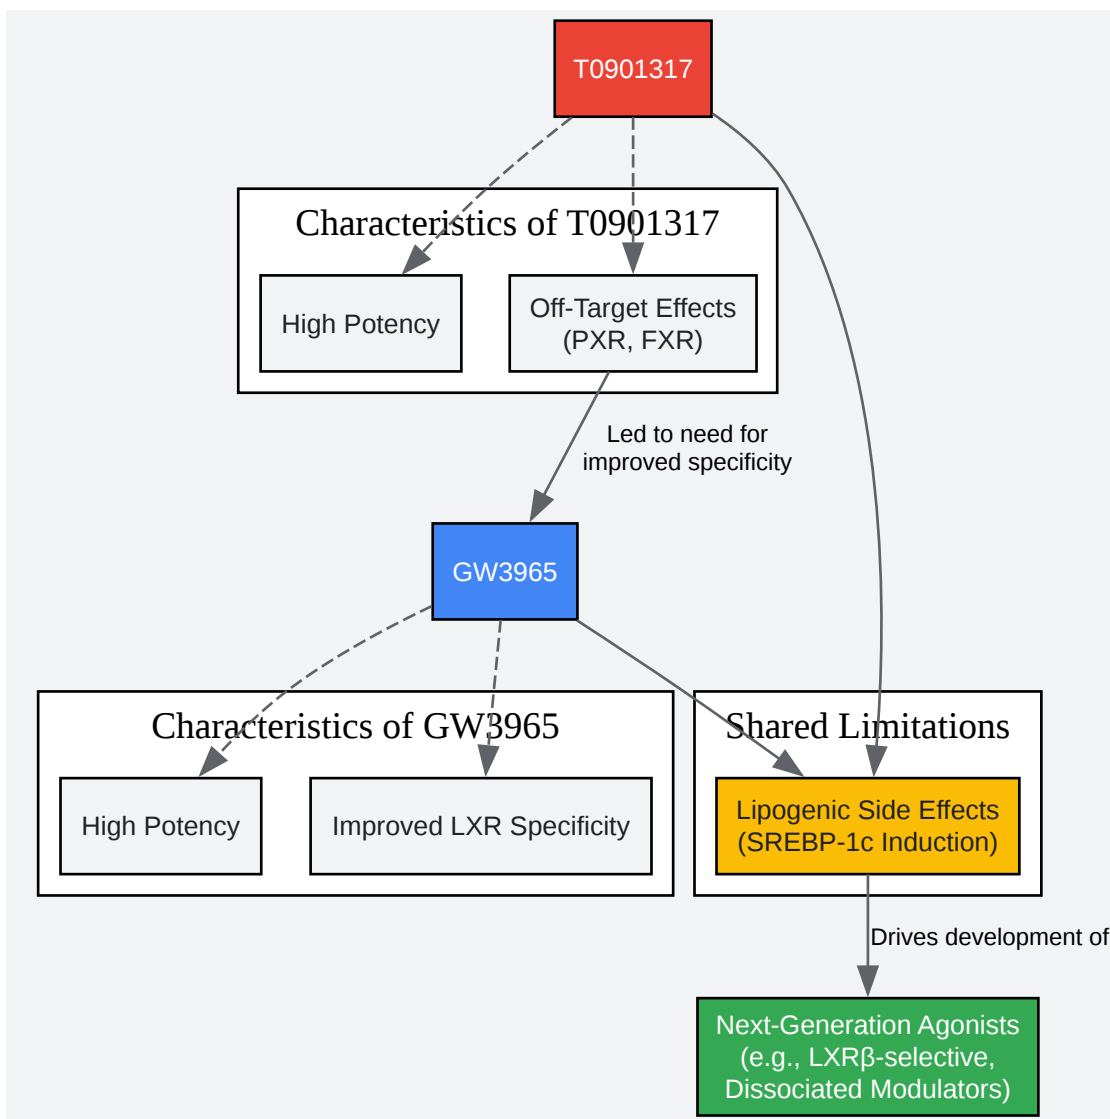 T0901317
Characteristics of T0901317
High Potency
Off-Target Effects
(PXR, FXR)
Led to need for
improved specificity
GW3965
Characteristics of GW3965
High Potency
Improved LXR Specificity
Shared Limitations
Lipogenic Side Effects
(SREBP-1c Induction)
Drives development of
Next-Generation Agonists
(e.g., LXRβ-selective,
Dissociated Modulators)